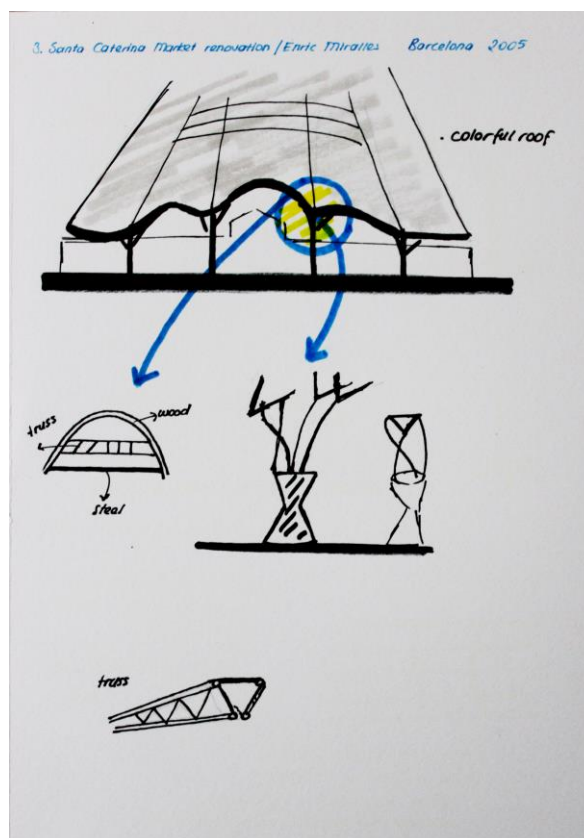 3. Santa Caterina Market renovation / Enric Miralles Barcelona 2005
. colorful roof
truss
wood
steal
truss